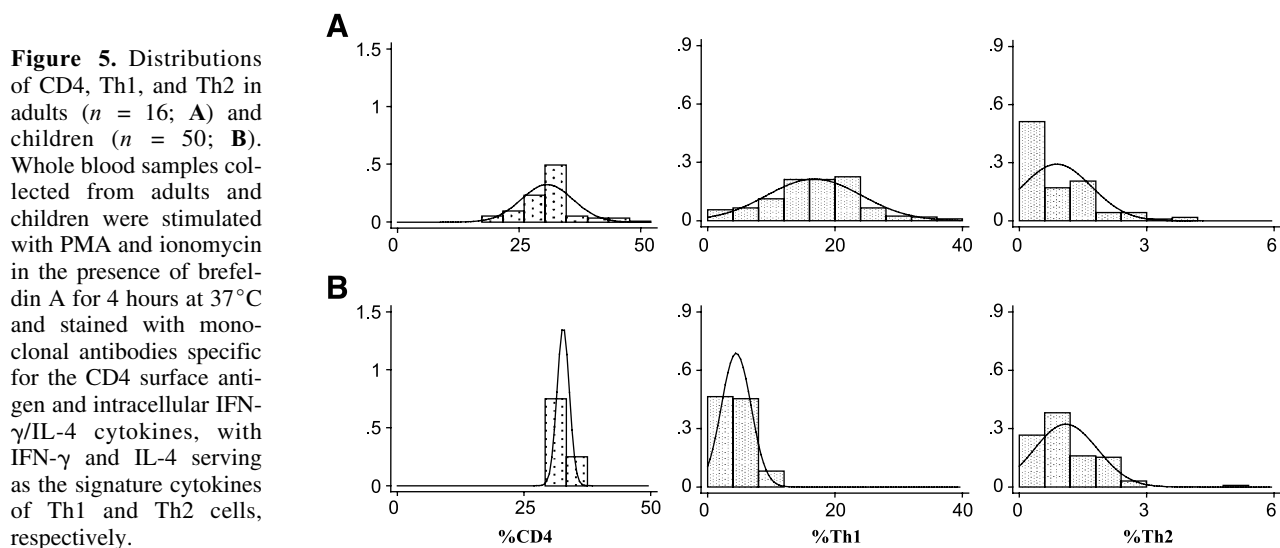 Figure 5. Distributions
of CD4, Th1, and Th2 in
adults (n = 16; A) and
children (n = 50; B).
Whole blood samples col-
lected from adults and
children were stimulated
with PMA and ionomycin
in the presence of brefel-
din A for 4 hours at 37°C
and stained with mono-
clonal antibodies specific
for the CD4 surface anti-
gen and intracellular IFN-
γ/IL-4 cytokines, with
IFN-γ and IL-4 serving
as the signature cytokines
of Th1 and Th2 cells,
respectively.
A
1.5
1
.5
0
0 25 50
.9
.6
.3
0
0 20 40
.9
.6
.3
0
0 3 6
B
1.5
1
.5
0
0 25 50
%CD4
.9
.6
.3
0
0 20 40
%Th1
.9
.6
.3
0
0 3 6
%Th2